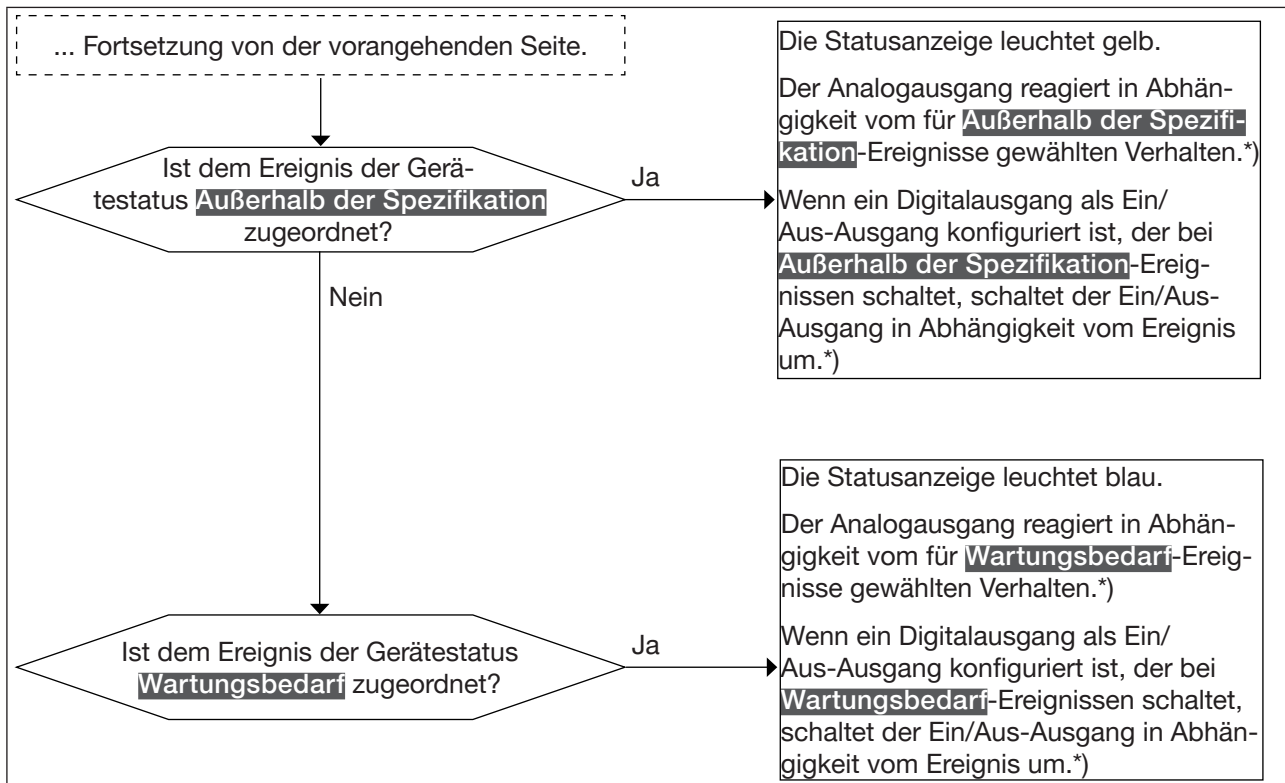 ... Fortsetzung von der vorangehenden Seite.
Ist dem Ereignis der Gerä-
testatus Außerhalb der Spezifikation
zugeordnet?
Ja
Die Statusanzeige leuchtet gelb.
Der Analogausgang reagiert in Abhän-
gigkeit vom für Außerhalb der Spezifi-
kation-Ereignisse gewählten Verhalten.*)
Wenn ein Digitalausgang als Ein/
Aus-Ausgang konfiguriert ist, der bei
Außerhalb der Spezifikation-Ereig-
nissen schaltet, schaltet der Ein/Aus-
Ausgang in Abhängigkeit vom Ereignis
um.*)
Nein
Ist dem Ereignis der Gerätestatus
Wartungsbedarf zugeordnet?
Ja
Die Statusanzeige leuchtet blau.
Der Analogausgang reagiert in Abhän-
gigkeit vom für Wartungsbedarf-Ereig-
nisse gewählten Verhalten.*)
Wenn ein Digitalausgang als Ein/
Aus-Ausgang konfiguriert ist, der bei
Wartungsbedarf-Ereignissen schaltet,
schaltet der Ein/Aus-Ausgang in Abhän-
gigkeit vom Ereignis um.*)